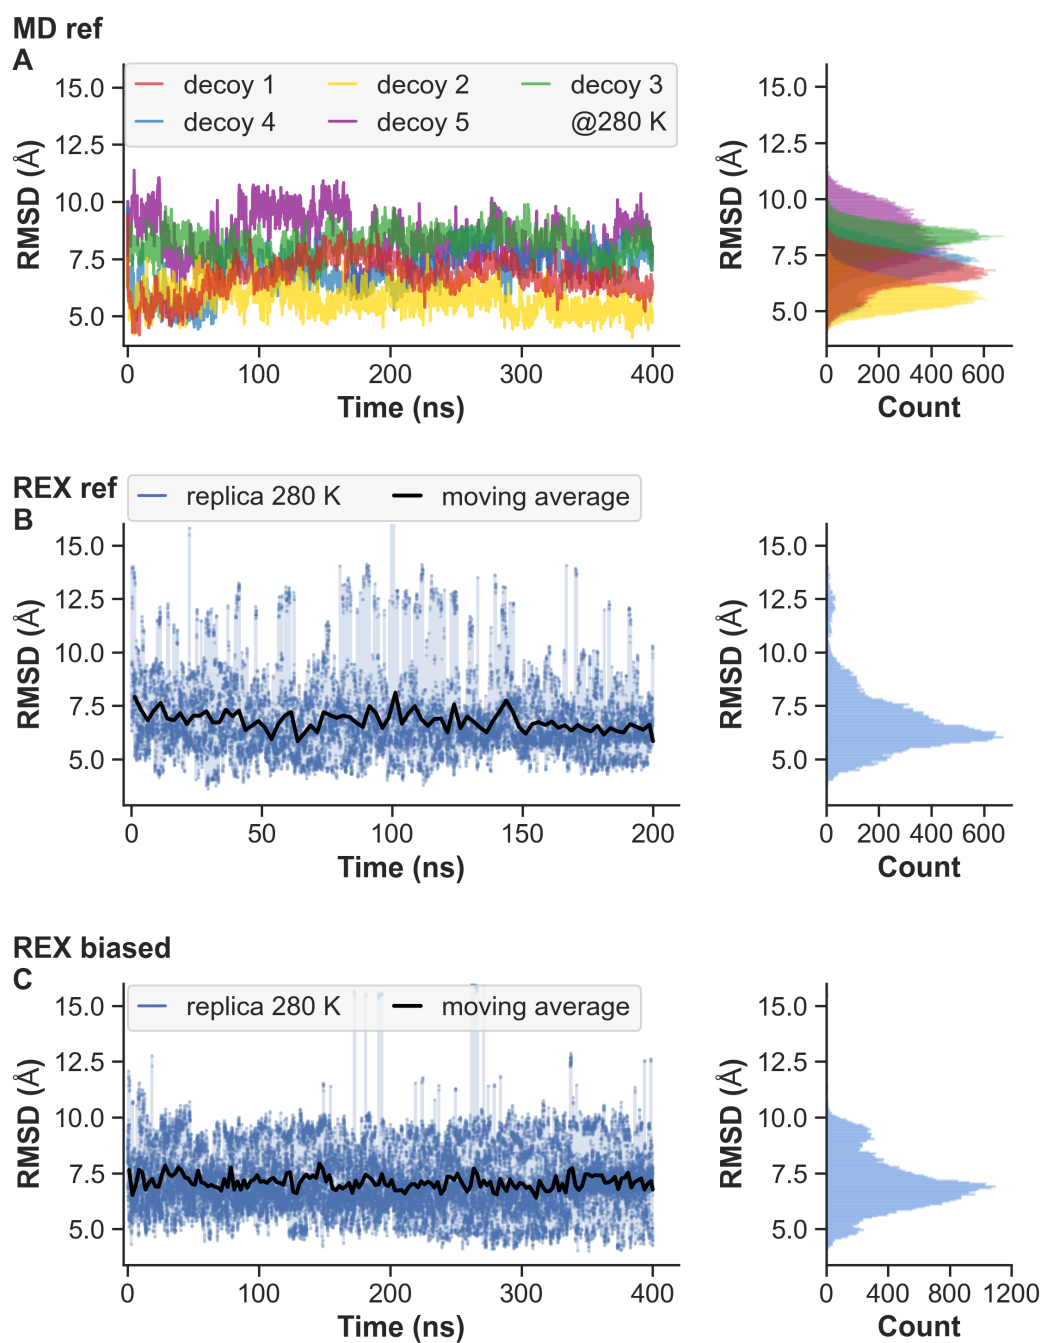 MD ref
A
decoy 1 decoy 2 decoy 3
decoy 4 decoy 5 @280 K
15.0
12.5
10.0
7.5
5.0
RMSD (Å)
0 100 200 300 400
Time (ns)
15.0
12.5
10.0
7.5
5.0
RMSD (Å)
0 200 400 600
Count
REX ref
B
replica 280 K moving average
15.0
12.5
10.0
7.5
5.0
RMSD (Å)
0 50 100 150 200
Time (ns)
15.0
12.5
10.0
7.5
5.0
RMSD (Å)
0 200 400 600
Count
REX biased
C
replica 280 K moving average
15.0
12.5
10.0
7.5
5.0
RMSD (Å)
0 100 200 300 400
Time (ns)
15.0
12.5
10.0
7.5
5.0
RMSD (Å)
0 400 800 1200
Count